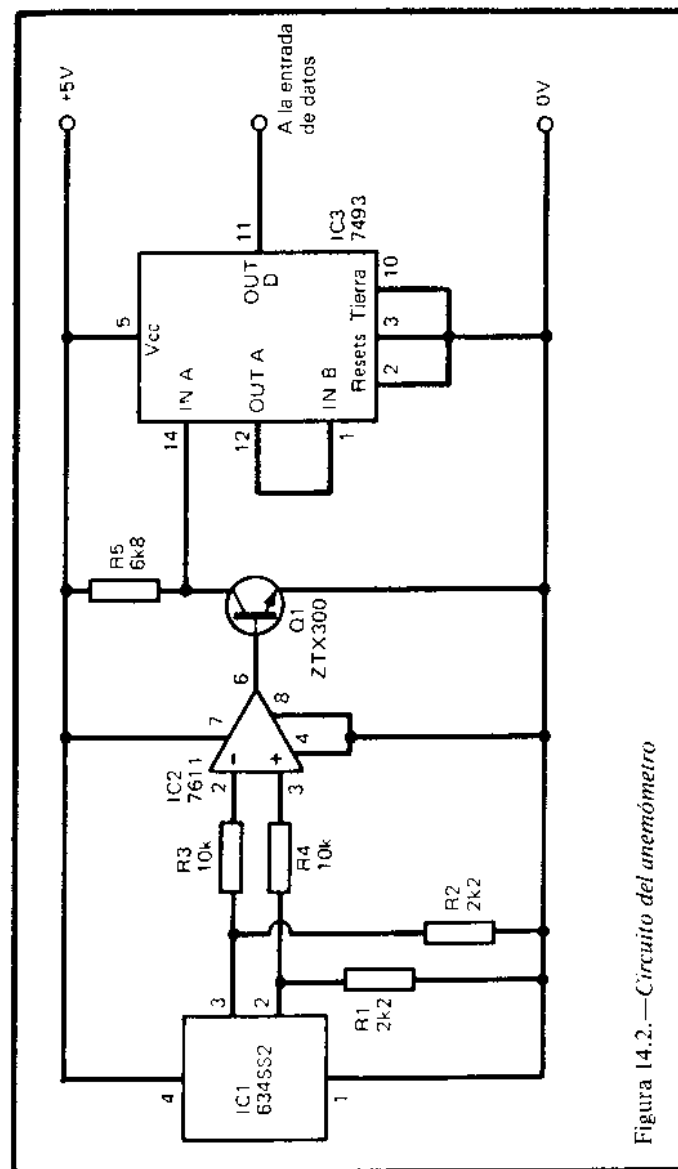 +5V
A la entrada
de datos
0V
5
Vcc
IN A
14
OUT A
12
IN B
1
OUT
D
11
IC3
7493
Resets
Tierra
2
3
10
R5
6k8
Q1
ZTX300
6
7
8
4
IC2
7611
2
3
−
+
R3
10k
R4
10k
R2
2k2
R1
2k2
3
2
4
1
IC1
634SS2
Figura 14.2.—Circuito del anemómetro